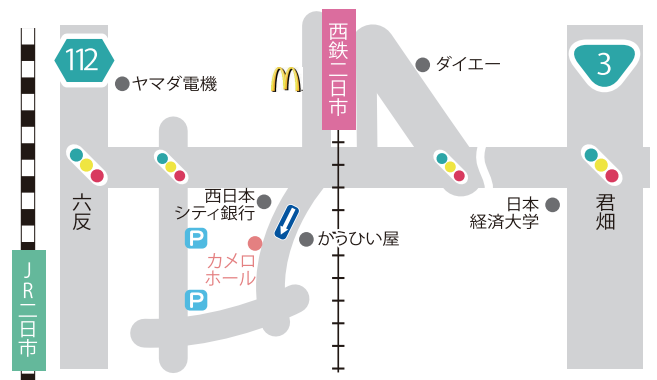 112
ヤマダ電機
M
西鉄二日市
ダイエー
3
六反
西日本
シティ銀行
P
カメロ
ホール
かうひい屋
日本
経済大学
君畑
P
JR二日市